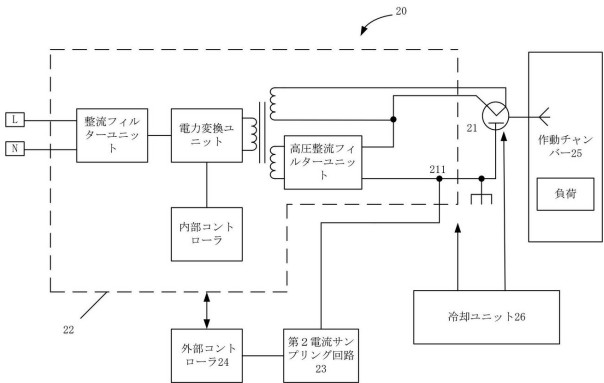 20
L
N
整流フィル
ターユニッ
ト
電力変換ユ
ニット
高圧整流フィ
ルターユニッ
ト
内部コント
ローラ
21
211
作動チャン
バー25
負荷
22
外部コント
ローラ24
第２電流サン
プリング回路
23
冷却ユニット26